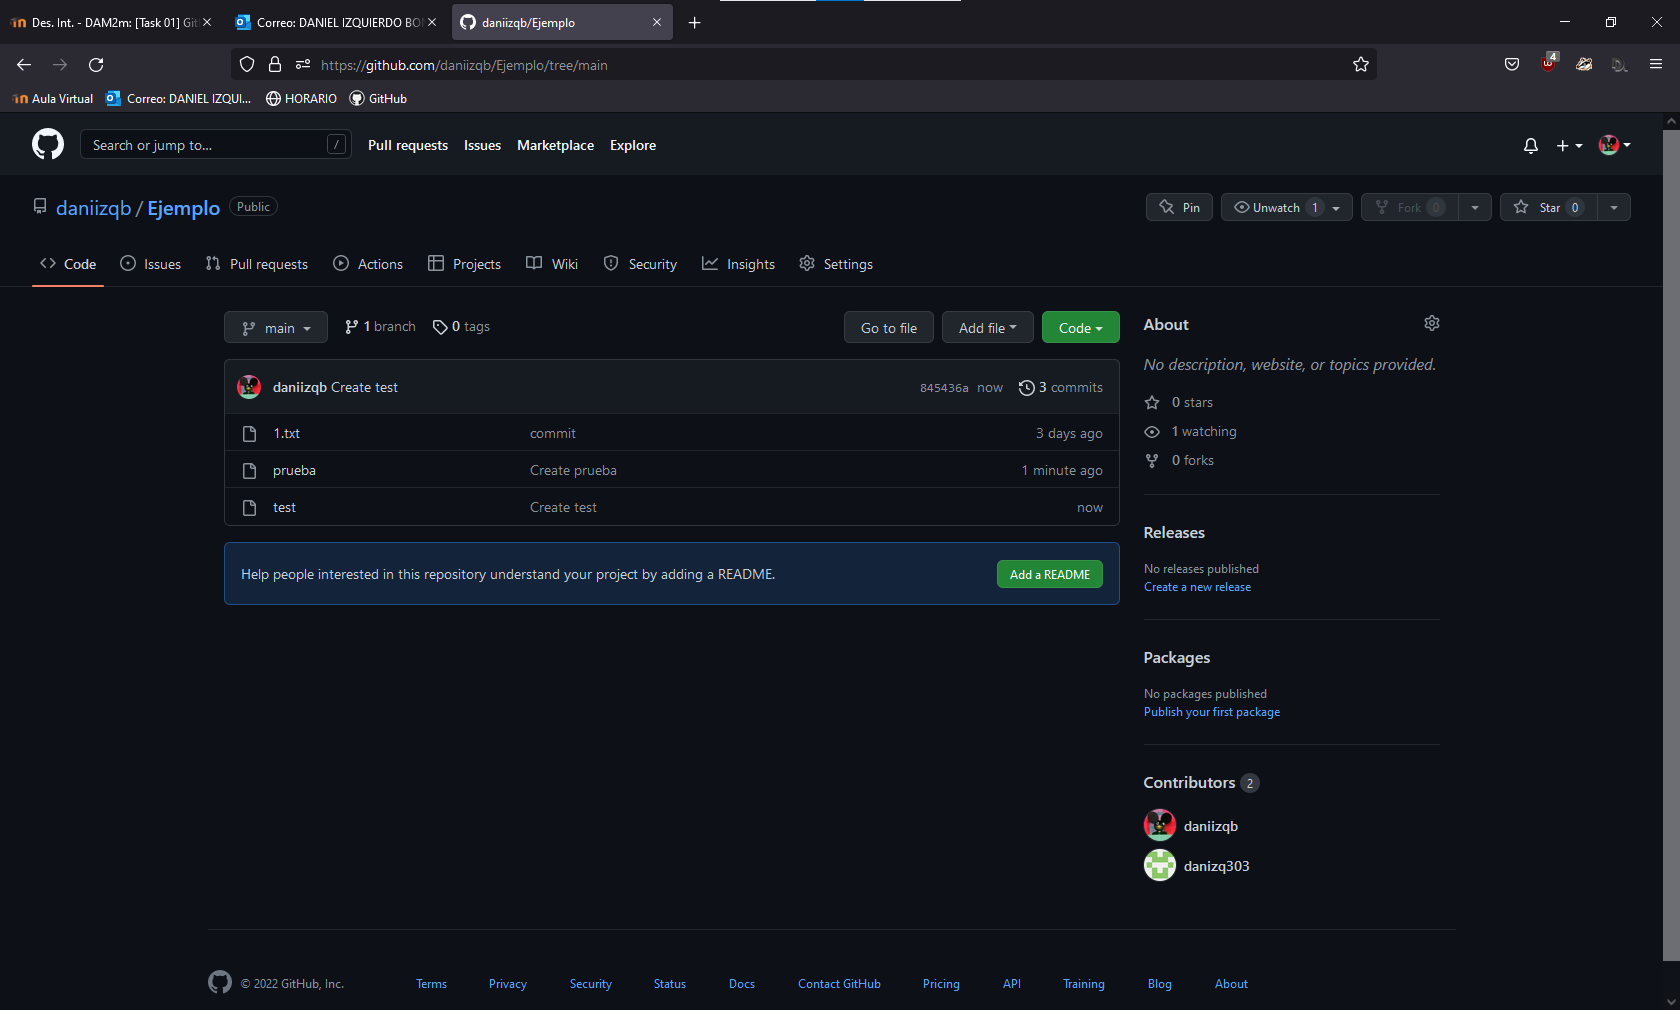 Des. Int. - DAM2m: [Task 01] Git
Correo: DANIEL IZQUIERDO BO
daniizqb/Ejemplo
https://github.com/daniizqb/Ejemplo/tree/main
4
Aula Virtual
Correo: DANIEL IZQUI...
HORARIO
GitHub
Search or jump to...
/
Pull requests
Issues
Marketplace
Explore
daniizqb / Ejemplo
Public
Pin
Unwatch 1
Fork 0
Star 0
Code
Issues
Pull requests
Actions
Projects
Wiki
Security
Insights
Settings
main
1 branch
0 tags
Go to file
Add file
Code
daniizqb Create test
845436a now
3 commits
1.txt commit 3 days ago
prueba Create prueba 1 minute ago
test Create test now
Help people interested in this repository understand your project by adding a README.
Add a README
About
No description, website, or topics provided.
0 stars
1 watching
0 forks
Releases
No releases published
Create a new release
Packages
No packages published
Publish your first package
Contributors 2
daniizqb
danizq303
© 2022 GitHub, Inc.
Terms
Privacy
Security
Status
Docs
Contact GitHub
Pricing
API
Training
Blog
About